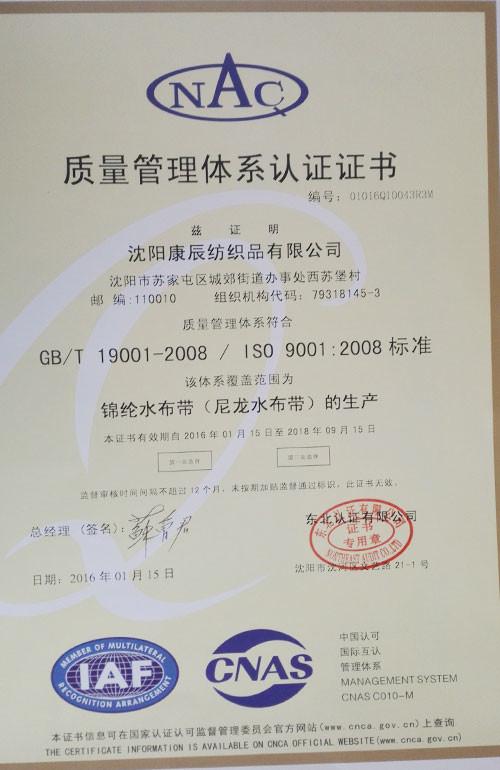 NAC
质量管理体系认证证书
编号：01016Q10043R3M
兹 证 明
沈阳康辰纺织品有限公司
沈阳市苏家屯区城郊街道办事处西苏堡村
邮 编:110010 组织机构代码：79318145-3
质量管理体系符合
GB/T 19001-2008 / ISO 9001:2008 标准
该体系覆盖范围为
锦纶水布带（尼龙水布带）的生产
本证书有效期自 2016 年 01 月 15 日至 2018 年 09 月 15 日
监督审核时间间隔不超过 12 个月，未按期加贴监督通过标识，此证书无效。
总经理（签名）：
东北认证有限公司
证书
专用章
NORTHEAST AUDIT CO.,LTD
沈阳市沈河区文艺路 21-1 号
日期：2016 年 01 月 15 日
MEMBER OF MULTILATERAL
IAF
RECOGNITION ARRANGEMENT
CNAS
中国认可
国际互认
管理体系
MANAGEMENT SYSTEM
CNAS C010-M
本证书信息可在国家认证认可监督管理委员会官方网站(www.cnca.gov.cn)上查询
THE CERTIFICATE INFORMATION IS AVAILABLE ON CNCA OFFICIAL WEBSITE(www.cnca.gov.cn)